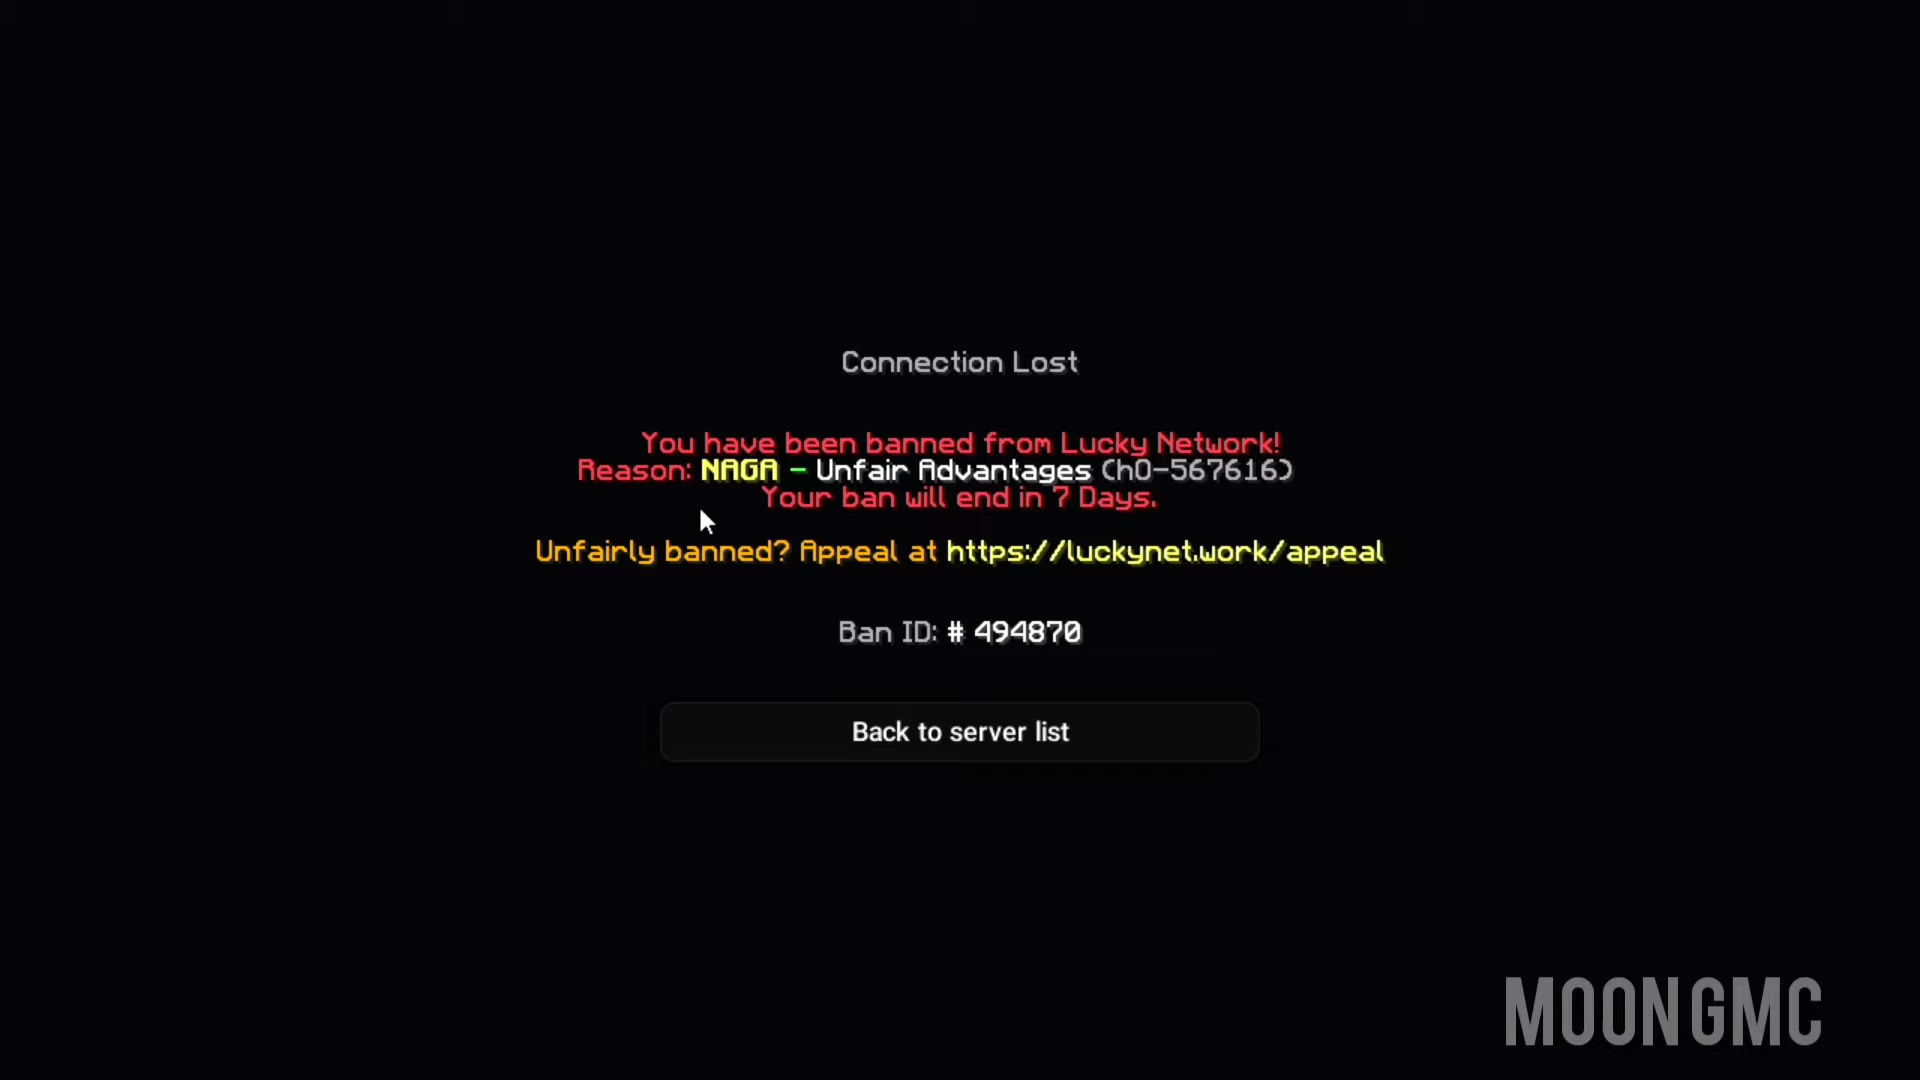 Connection Lost
You have been banned from Lucky Network!
Reason: NAGA - Unfair Advantages (h0-567616)
Your ban will end in 7 Days.
Unfairly banned? Appeal at https://luckynet.work/appeal
Ban ID: # 494870
Back to server list
MOONGMC